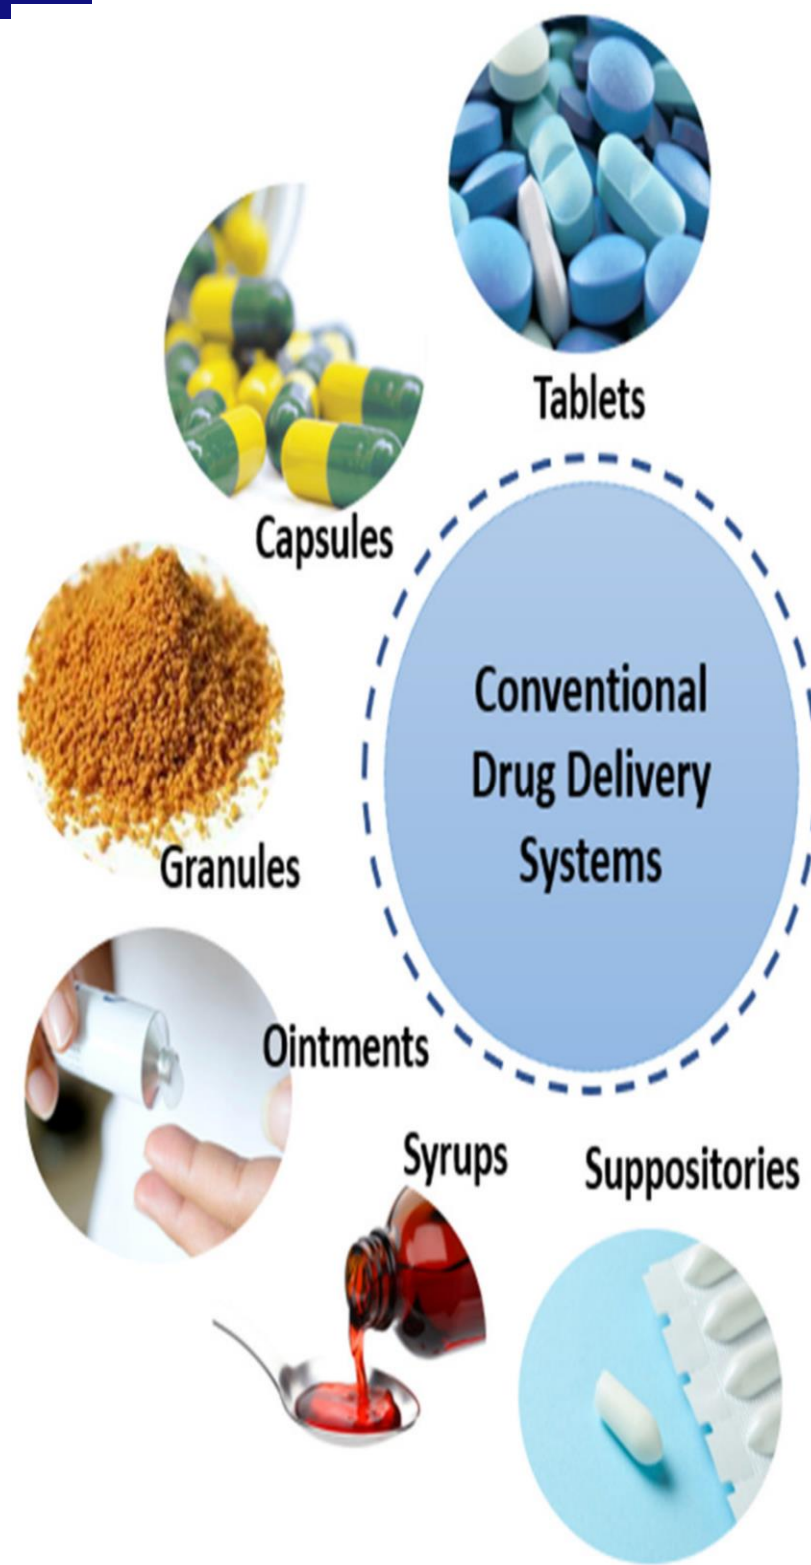 Tablets
Capsules
Conventional
Drug Delivery
Systems
Granules
Ointments
Syrups
Suppositories